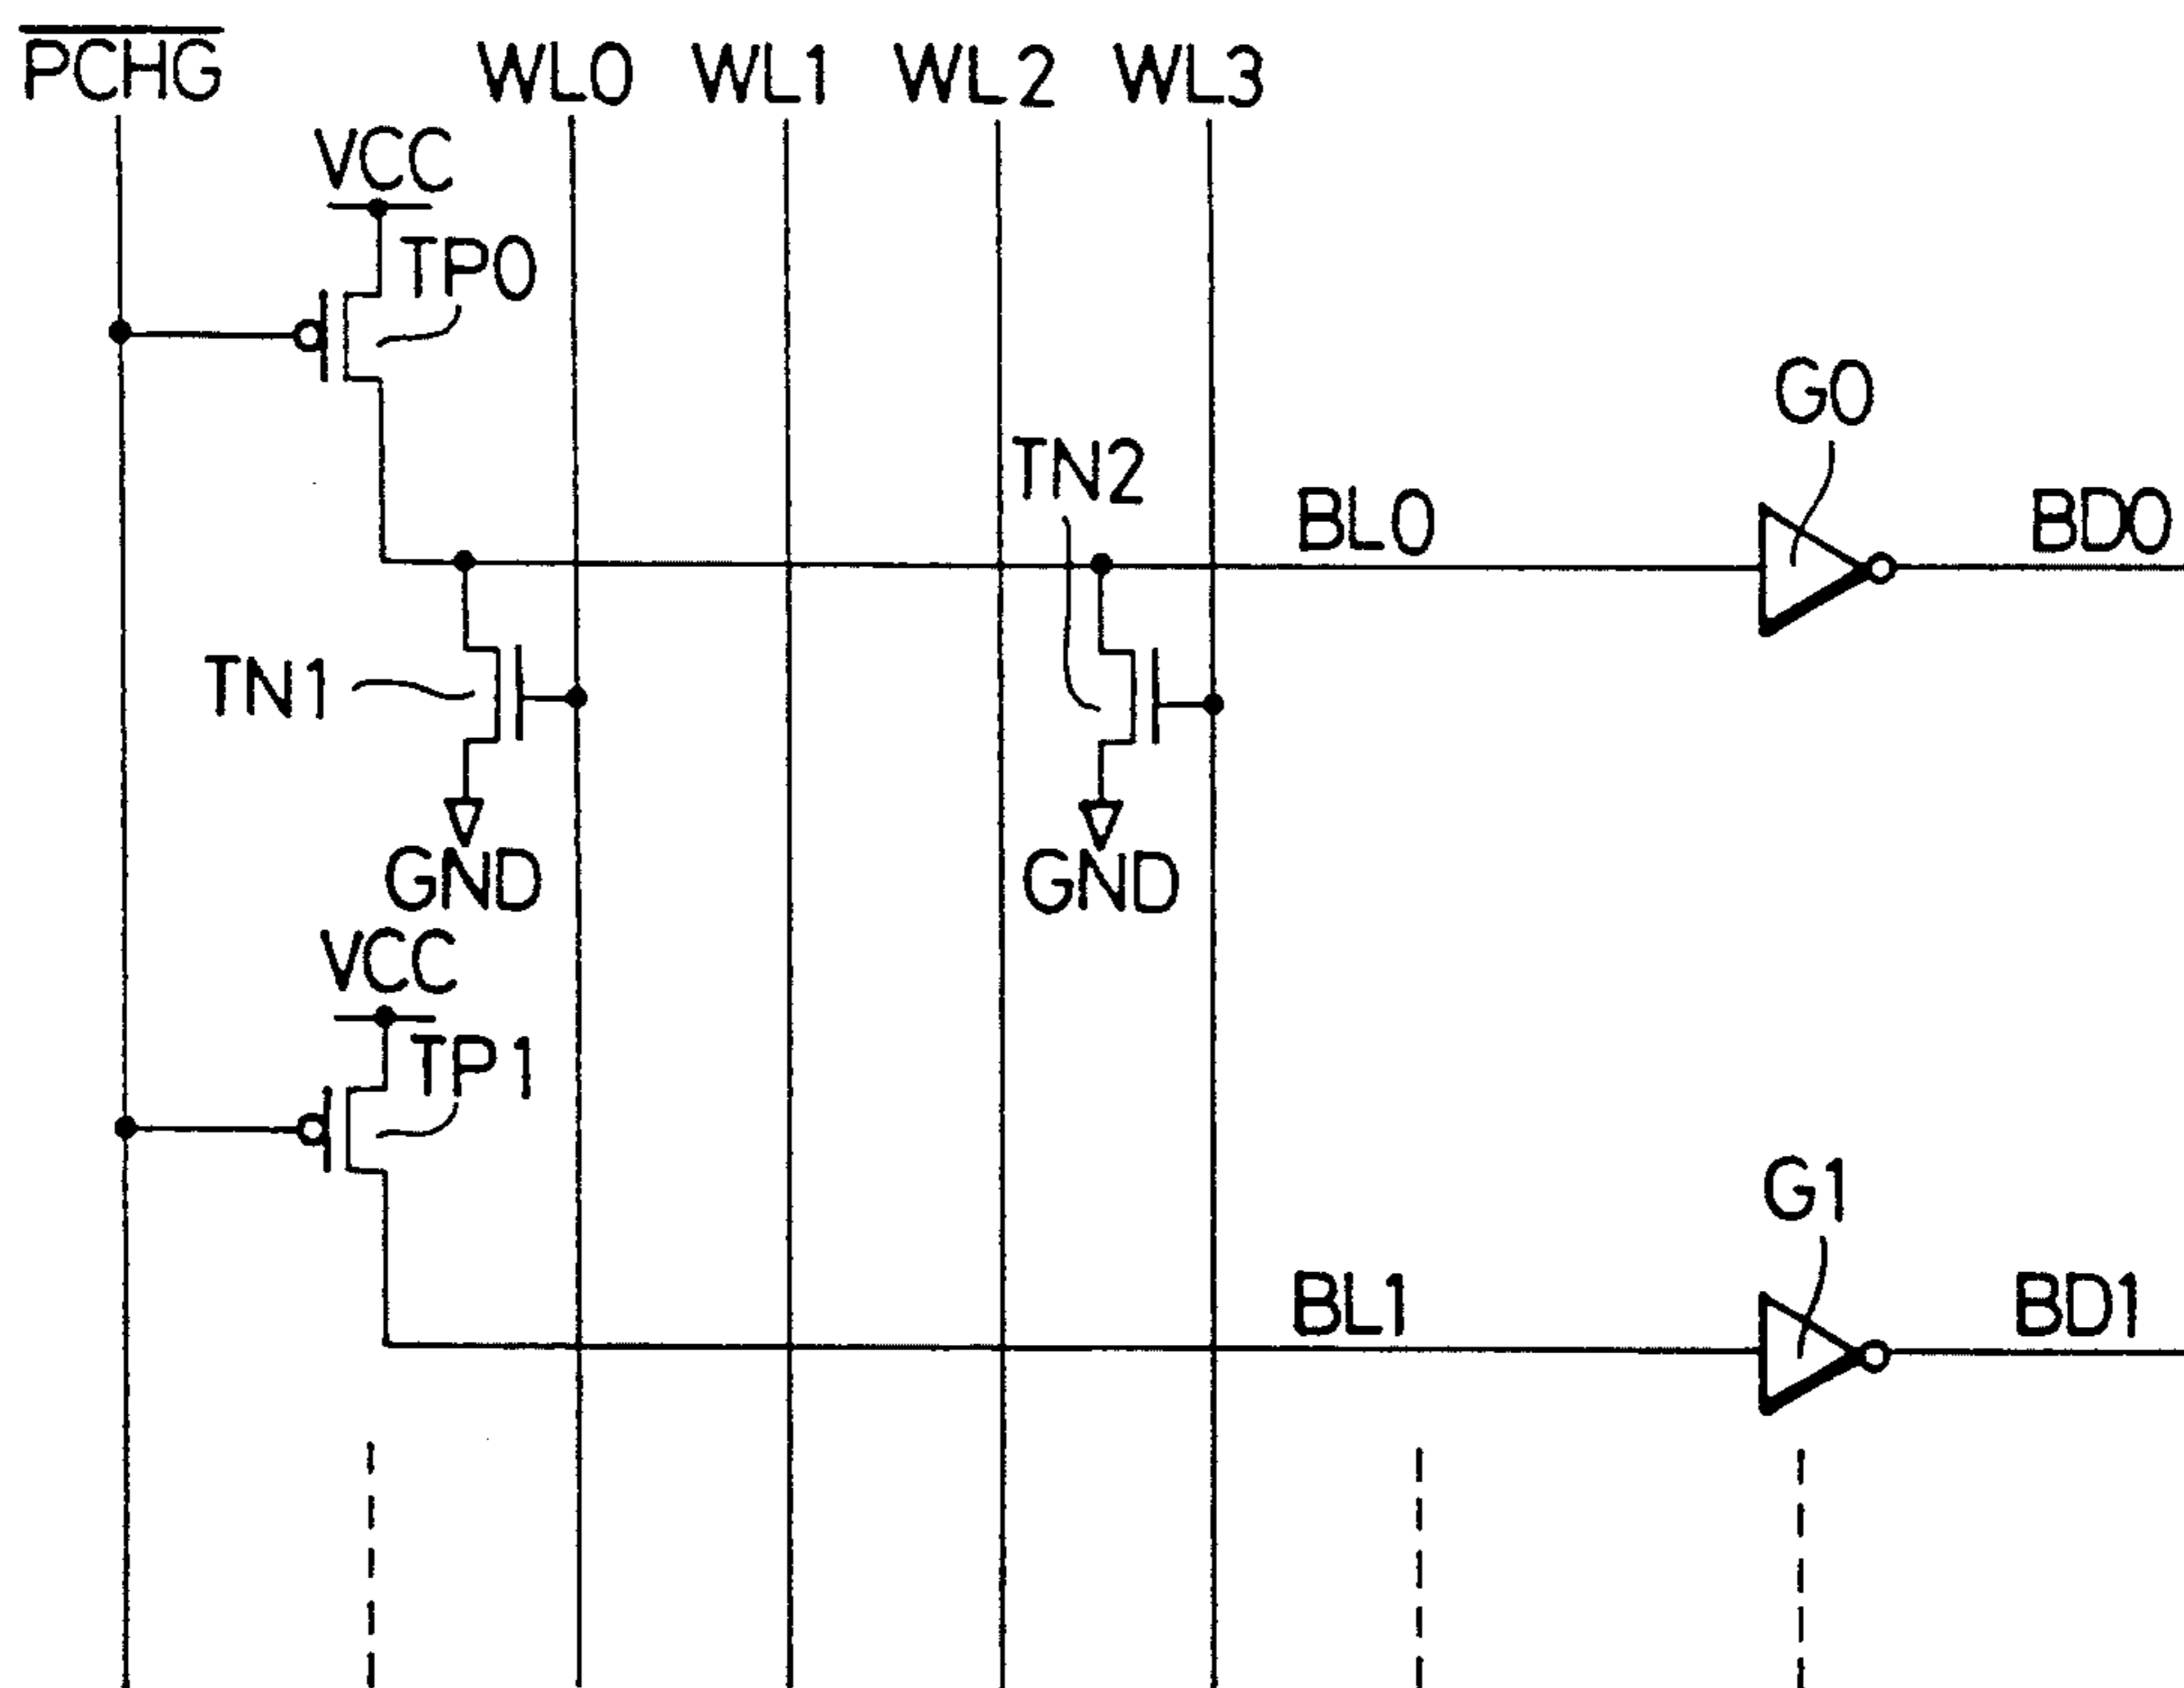 PCHG WL0 WL1 WL2 WL3
VCC
TP0
G0
TN2
BL0 BD0
TN1
GND GND
VCC
TP1
G1
BL1 BD1